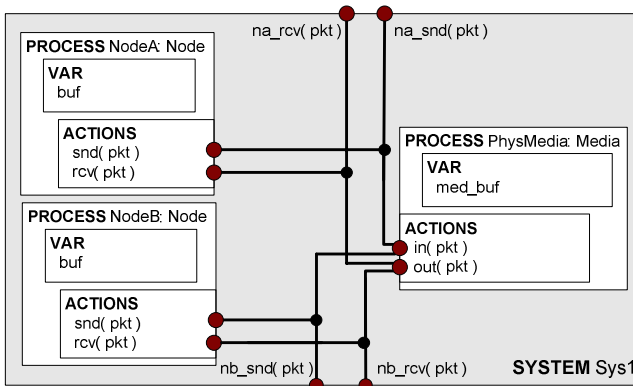 na_rcv( pkt )
na_snd( pkt )
PROCESS NodeA: Node
VAR
buf
ACTIONS
snd( pkt )
rcv( pkt )
PROCESS PhysMedia: Media
VAR
med_buf
ACTIONS
in( pkt )
out( pkt )
PROCESS NodeB: Node
VAR
buf
ACTIONS
snd( pkt )
rcv( pkt )
nb_snd( pkt )
nb_rcv( pkt )
SYSTEM Sys1